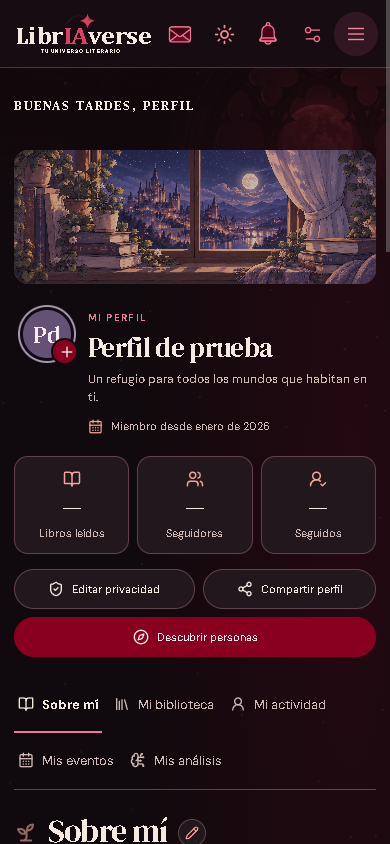 LibrIAverse
TU UNIVERSO LITERARIO
BUENAS TARDES, PERFIL
Pd
MI PERFIL
Perfil de prueba
Un refugio para todos los mundos que habitan en
ti.
Miembro desde enero de 2026
— — —
Libros leídos Seguidores Seguidos
Editar privacidad Compartir perfil
Descubrir personas
Sobre mí Mi biblioteca Mi actividad
Mis eventos Mis análisis
Sobre mí